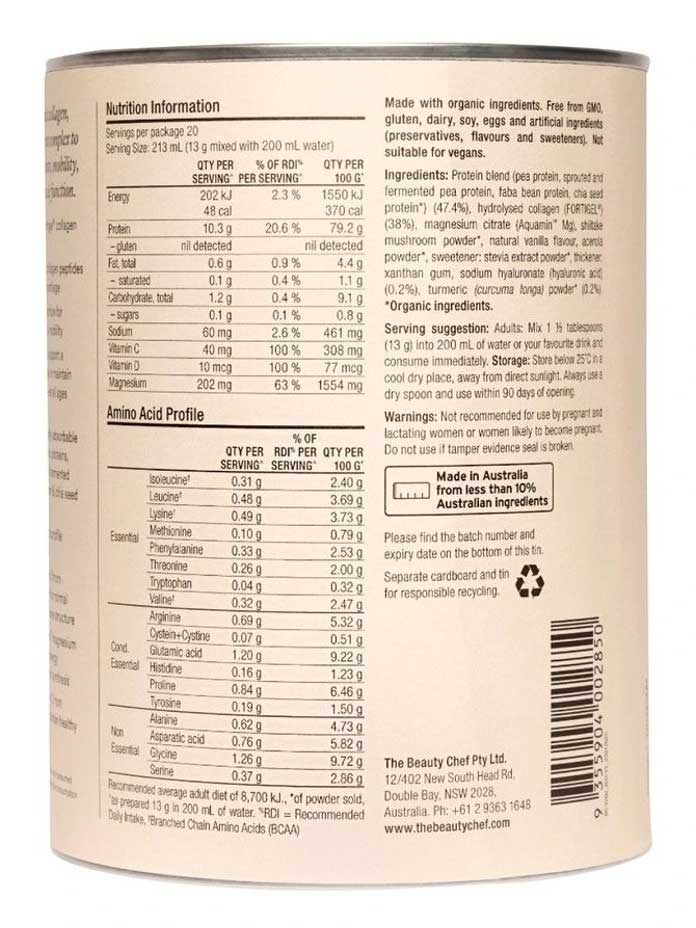 Nutrition Information
Servings per package 20
Serving Size: 213 mL (13 g mixed with 200 mL water)
QTY PER SERVING^ % OF RDI^% PER SERVING^ QTY PER 100 G*
Energy 202 kJ 2.3 % 1550 kJ
48 cal 370 cal
Protein 10.3 g 20.6 % 79.2 g
– gluten nil detected nil detected
Fat, total 0.6 g 0.9 % 4.4 g
– saturated 0.1 g 0.4 % 1.1 g
Carbohydrate, total 1.2 g 0.4 % 9.1 g
– sugars 0.1 g 0.1 % 0.8 g
Sodium 60 mg 2.6 % 461 mg
Vitamin C 40 mg 100 % 308 mg
Vitamin D 10 mcg 100 % 77 mcg
Magnesium 202 mg 63 % 1554 mg
Amino Acid Profile
QTY PER SERVING^ % OF RDI^% PER SERVING^ QTY PER 100 G*
Essential
Isoleucine† 0.31 g 2.40 g
Leucine† 0.48 g 3.69 g
Lysine 0.49 g 3.73 g
Methionine 0.10 g 0.79 g
Phenylalanine 0.33 g 2.53 g
Threonine 0.26 g 2.00 g
Tryptophan 0.04 g 0.32 g
Valine† 0.32 g 2.47 g
Cond. Essential
Arginine 0.69 g 5.32 g
Cystein+Cystine 0.07 g 0.51 g
Glutamic acid 1.20 g 9.22 g
Histidine 0.16 g 1.23 g
Proline 0.84 g 6.46 g
Tyrosine 0.19 g 1.50 g
Non Essential
Alanine 0.62 g 4.73 g
Asparatic acid 0.76 g 5.82 g
Glycine 1.26 g 9.72 g
Serine 0.37 g 2.86 g
Recommended average adult diet of 8,700 kJ., *of powder sold,
^as prepared 13 g in 200 mL of water. %RDI = Recommended
Daily Intake, †Branched Chain Amino Acids (BCAA)
Made with organic ingredients. Free from GMO,
gluten, dairy, soy, eggs and artificial ingredients
(preservatives, flavours and sweeteners). Not
suitable for vegans.
Ingredients: Protein blend (pea protein, sprouted and
fermented pea protein, faba bean protein, chia seed
protein*) (47.4%), hydrolysed collagen (FORTIGEL®)
(38%), magnesium citrate (Aquamin™ Mg), shiitake
mushroom powder*, natural vanilla flavour, acerola
powder*, sweetener: stevia extract powder*, thickener:
xanthan gum, sodium hyaluronate (hyaluronic acid)
(0.2%), turmeric (curcuma longa) powder* (0.2%)
*Organic ingredients.
Serving suggestion: Adults: Mix 1 ½ tablespoons
(13 g) into 200 mL of water or your favourite drink and
consume immediately. Storage: Store below 25°C in a
cool dry place, away from direct sunlight. Always use a
dry spoon and use within 90 days of opening.
Warnings: Not recommended for use by pregnant and
lactating women or women likely to become pregnant.
Do not use if tamper evidence seal is broken.
Made in Australia
from less than 10%
Australian ingredients
Please find the batch number and
expiry date on the bottom of this tin.
Separate cardboard and tin
for responsible recycling.
The Beauty Chef Pty Ltd.
12/402 New South Head Rd,
Double Bay, NSW 2028,
Australia. Ph: +61 2 9363 1648
www.thebeautychef.com
9 355904 002850